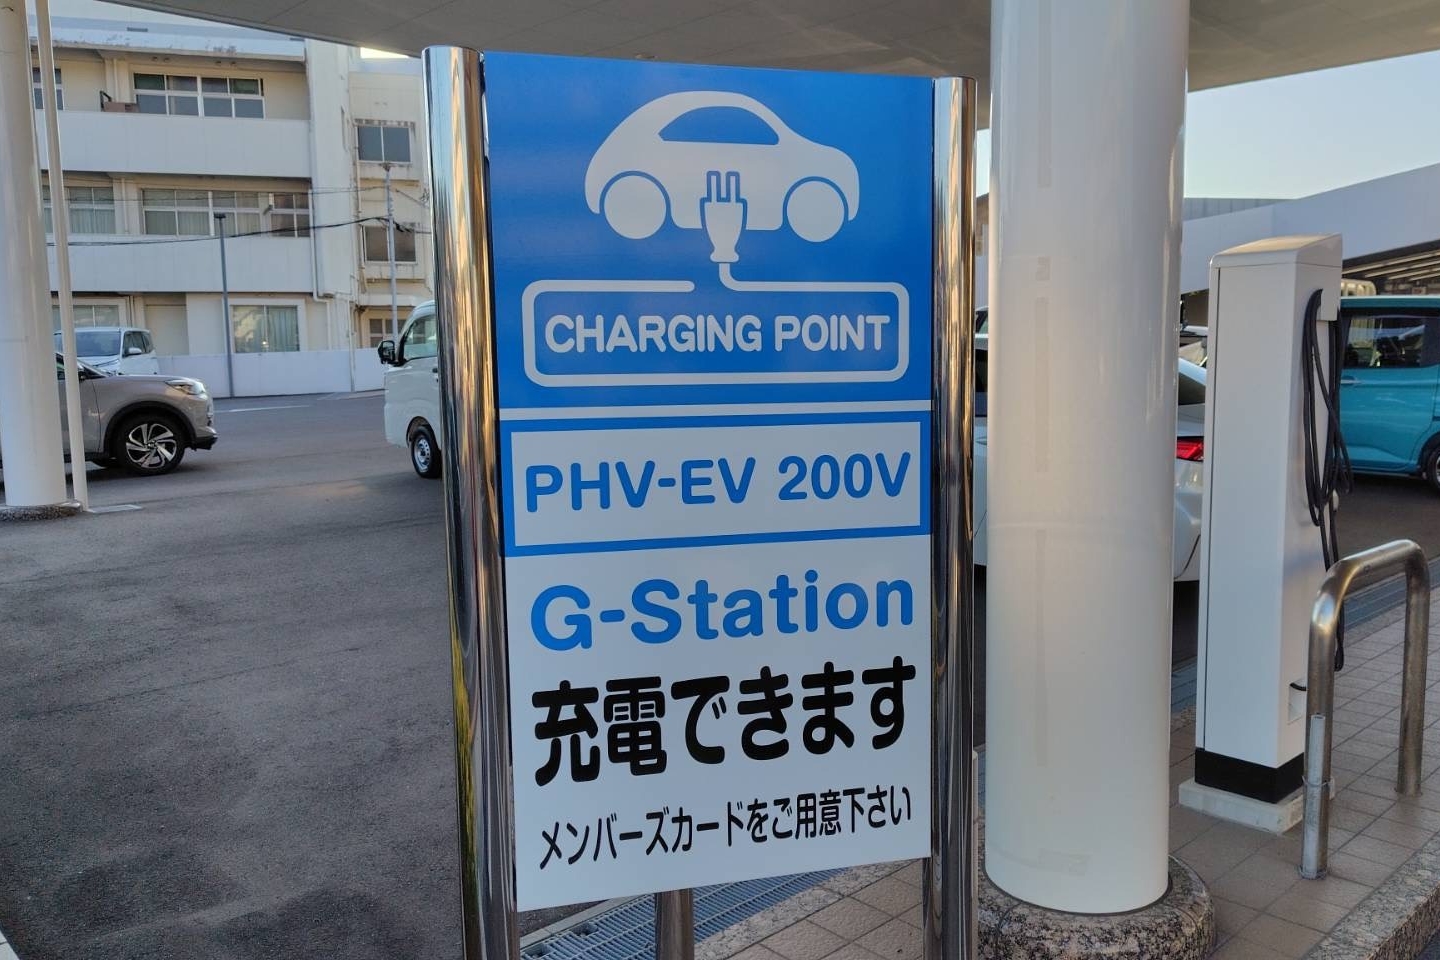 CHARGING POINT
PHV-EV 200V
G-Station
充電できます
メンバーズカードをご用意下さい